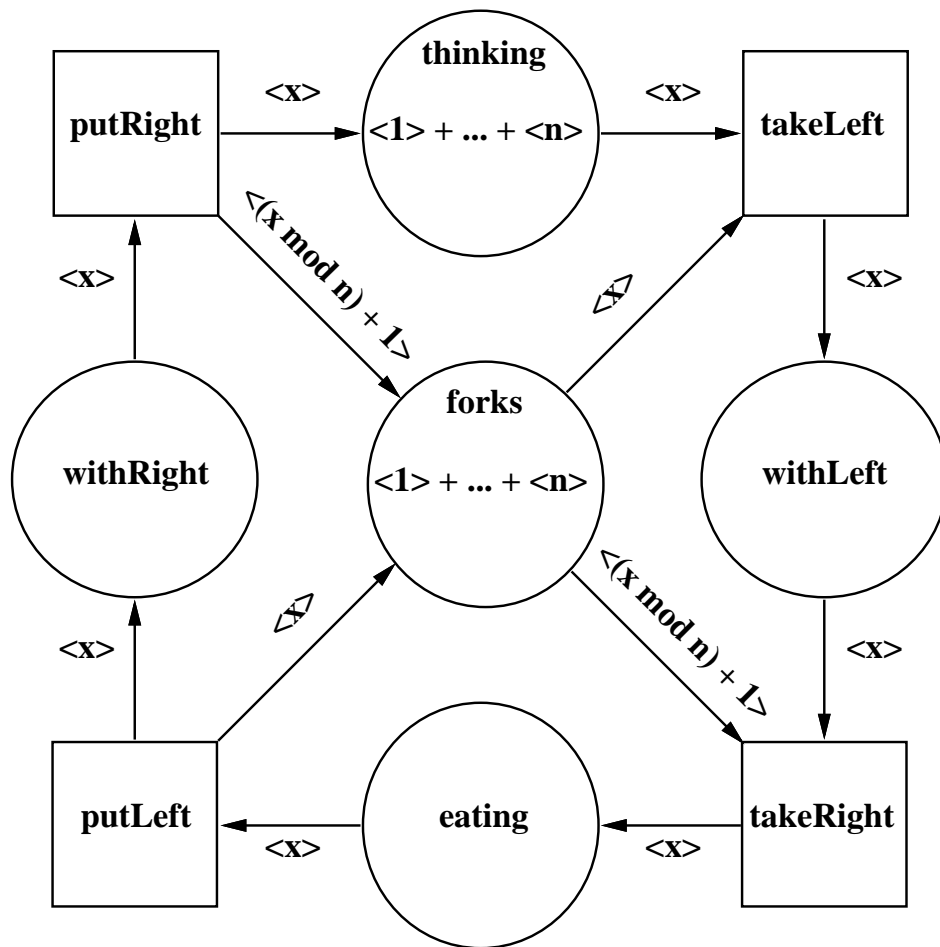 thinking
<x>
<x>
putRight
<1> + ... + <n>
takeLeft
<(x mod n) + 1>
<x>
<x>
<x>
forks
withRight
<1> + ... + <n>
withLeft
<x>
<x>
<(x mod n) + 1>
<x>
putLeft
eating
takeRight
<x>
<x>